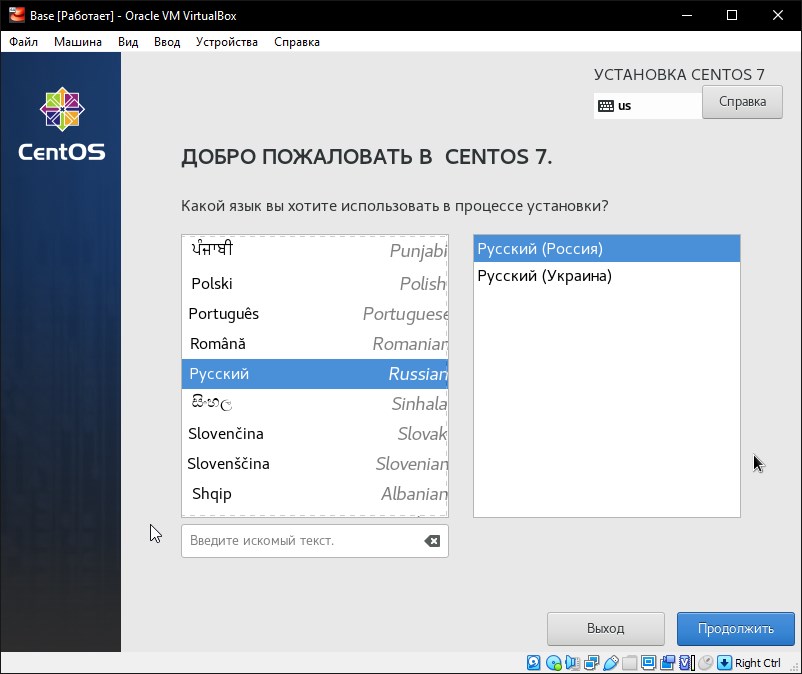 Base [Работает] - Oracle VM VirtualBox
Файл Машина Вид Ввод Устройства Справка
CentOS
УСТАНОВКА CENTOS 7
us
Справка
ДОБРО ПОЖАЛОВАТЬ В CENTOS 7.
Какой язык вы хотите использовать в процессе установки?
ਪੰਜਾਬੀ Punjabi
Polski Polish
Português Portuguese
Română Romanian
Русский Russian
සිංහල Sinhala
Slovenčina Slovak
Slovenščina Slovenian
Shqip Albanian
Русский (Россия)
Русский (Украина)
Введите искомый текст.
Выход Продолжить
Right Ctrl